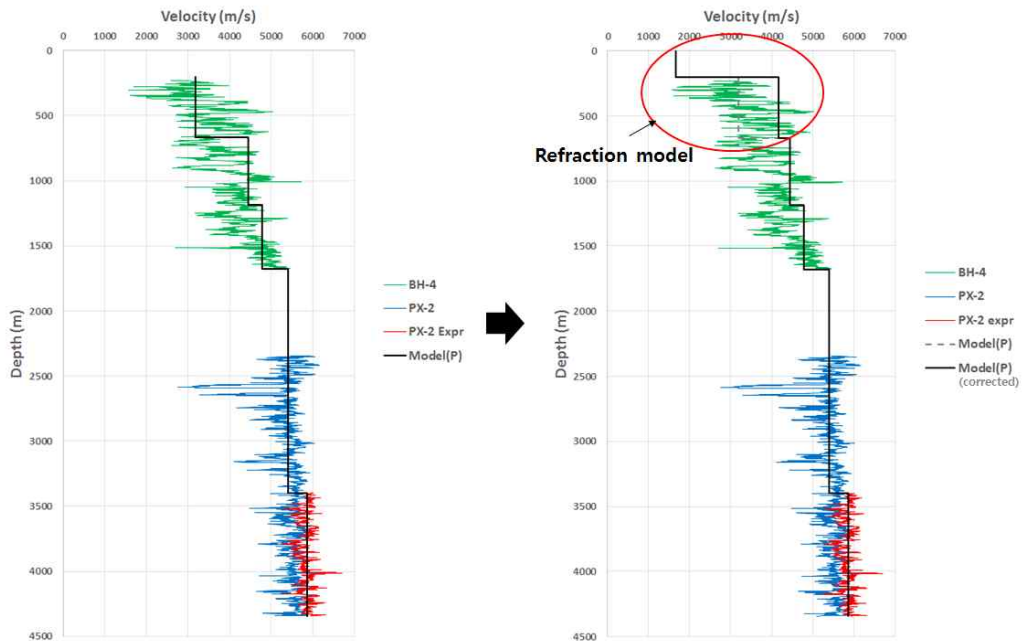 Velocity (m/s)
0 1000 2000 3000 4000 5000 6000 7000
0
500
1000
1500
2000
2500
3000
3500
4000
4500
Depth (m)
BH-4
PX-2
PX-2 Expr
Model(P)
Velocity (m/s)
0 1000 2000 3000 4000 5000 6000 7000
0
500
1000
1500
2000
2500
3000
3500
4000
4500
Depth (m)
Refraction model
BH-4
PX-2
PX-2 expr
Model(P)
Model(P)
(corrected)